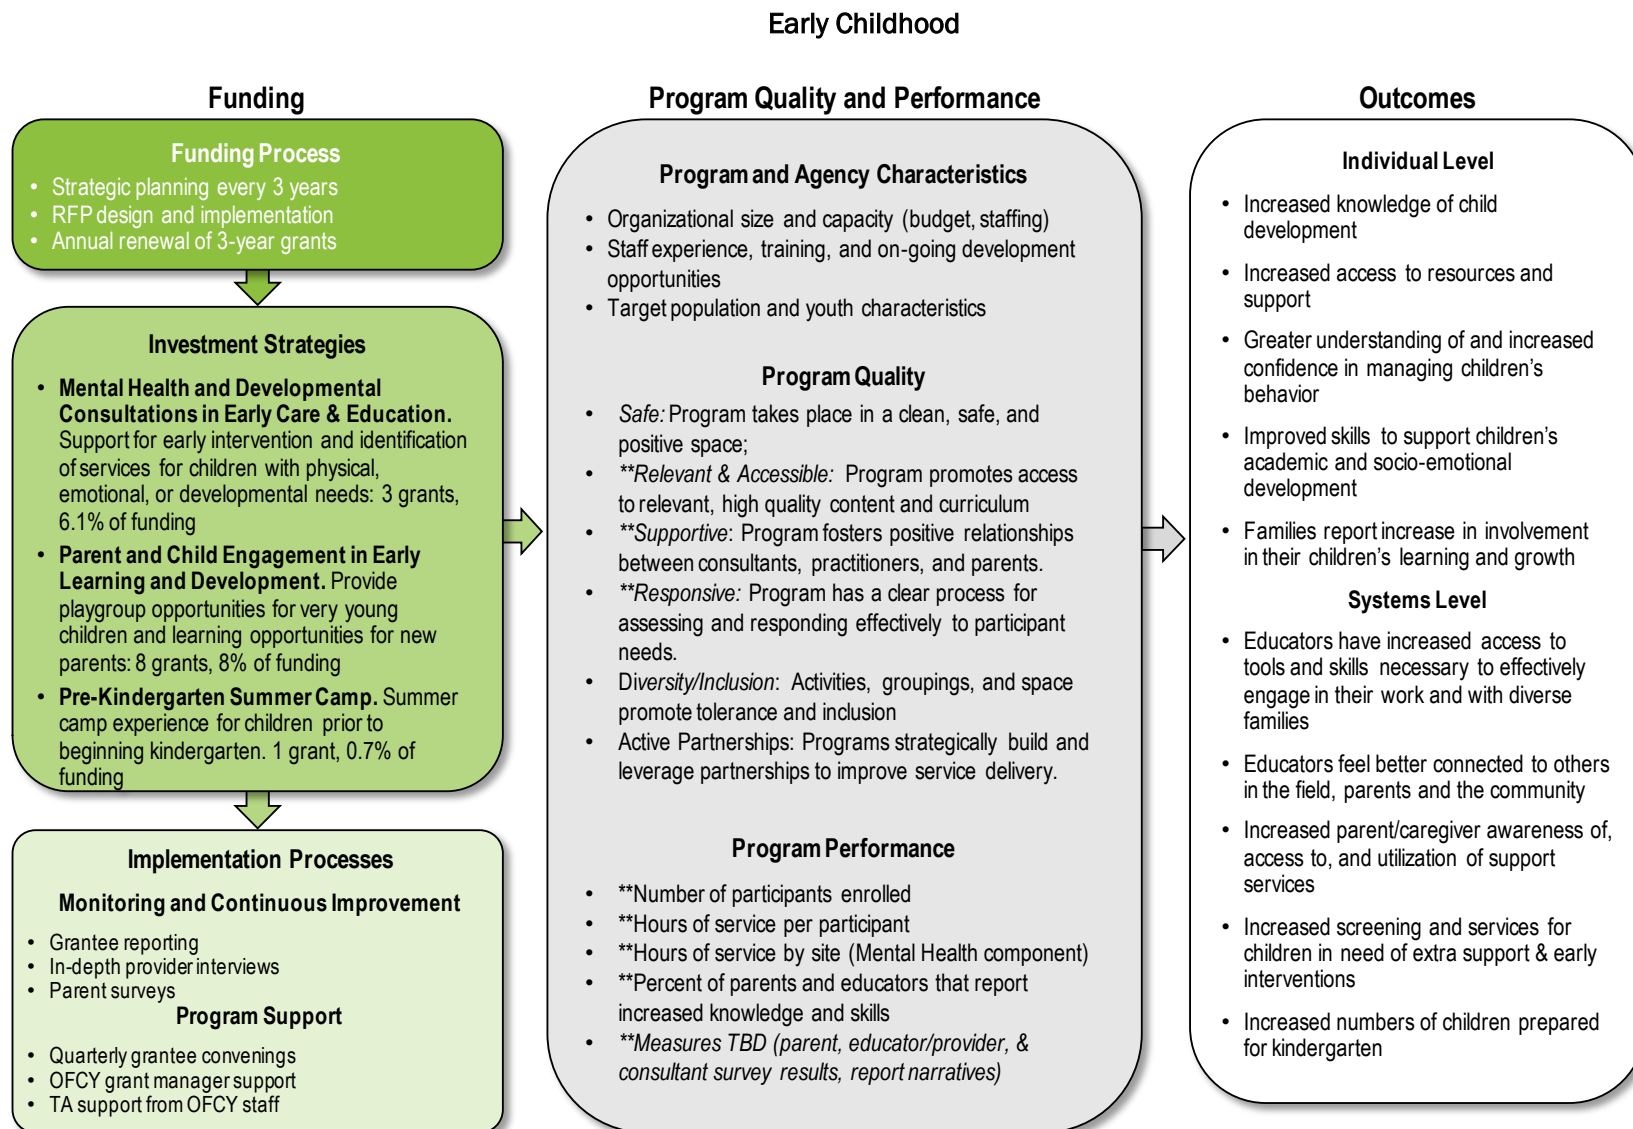 Early Childhood
Funding
Funding Process
• Strategic planning every 3 years
• RFP design and implementation
• Annual renewal of 3-year grants
Investment Strategies
• Mental Health and Developmental
Consultations in Early Care & Education.
Support for early intervention and identification
of services for children with physical,
emotional, or developmental needs: 3 grants,
6.1% of funding
• Parent and Child Engagement in Early
Learning and Development. Provide
playgroup opportunities for very young
children and learning opportunities for new
parents: 8 grants, 8% of funding
• Pre-Kindergarten Summer Camp. Summer
camp experience for children prior to
beginning kindergarten. 1 grant, 0.7% of
funding
Implementation Processes
Monitoring and Continuous Improvement
• Grantee reporting
• In-depth provider interviews
• Parent surveys
Program Support
• Quarterly grantee convenings
• OFCY grant manager support
• TA support from OFCY staff
Program Quality and Performance
Program and Agency Characteristics
• Organizational size and capacity (budget, staffing)
• Staff experience, training, and on-going development
opportunities
• Target population and youth characteristics
Program Quality
• Safe: Program takes place in a clean, safe, and
positive space;
• **Relevant & Accessible: Program promotes access
to relevant, high quality content and curriculum
• **Supportive: Program fosters positive relationships
between consultants, practitioners, and parents.
• **Responsive: Program has a clear process for
assessing and responding effectively to participant
needs.
• Diversity/Inclusion: Activities, groupings, and space
promote tolerance and inclusion
• Active Partnerships: Programs strategically build and
leverage partnerships to improve service delivery.
Program Performance
• **Number of participants enrolled
• **Hours of service per participant
• **Hours of service by site (Mental Health component)
• **Percent of parents and educators that report
increased knowledge and skills
• **Measures TBD (parent, educator/provider, &
consultant survey results, report narratives)
Outcomes
Individual Level
• Increased knowledge of child
development
• Increased access to resources and
support
• Greater understanding of and increased
confidence in managing children's
behavior
• Improved skills to support children's
academic and socio-emotional
development
• Families report increase in involvement
in their children's learning and growth
Systems Level
• Educators have increased access to
tools and skills necessary to effectively
engage in their work and with diverse
families
• Educators feel better connected to others
in the field, parents and the community
• Increased parent/caregiver awareness of,
access to, and utilization of support
services
• Increased screening and services for
children in need of extra support & early
interventions
• Increased numbers of children prepared
for kindergarten